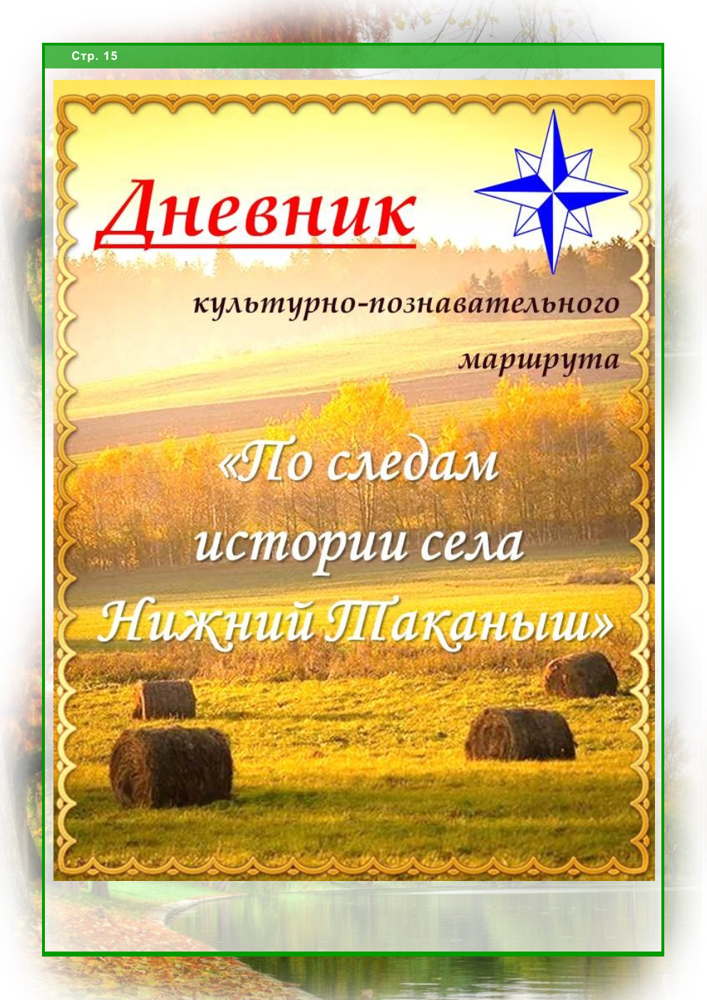 Стр. 15
Дневник
культурно-познавательного
маршрута
«По следам
истории села
Нижний Таканыш»